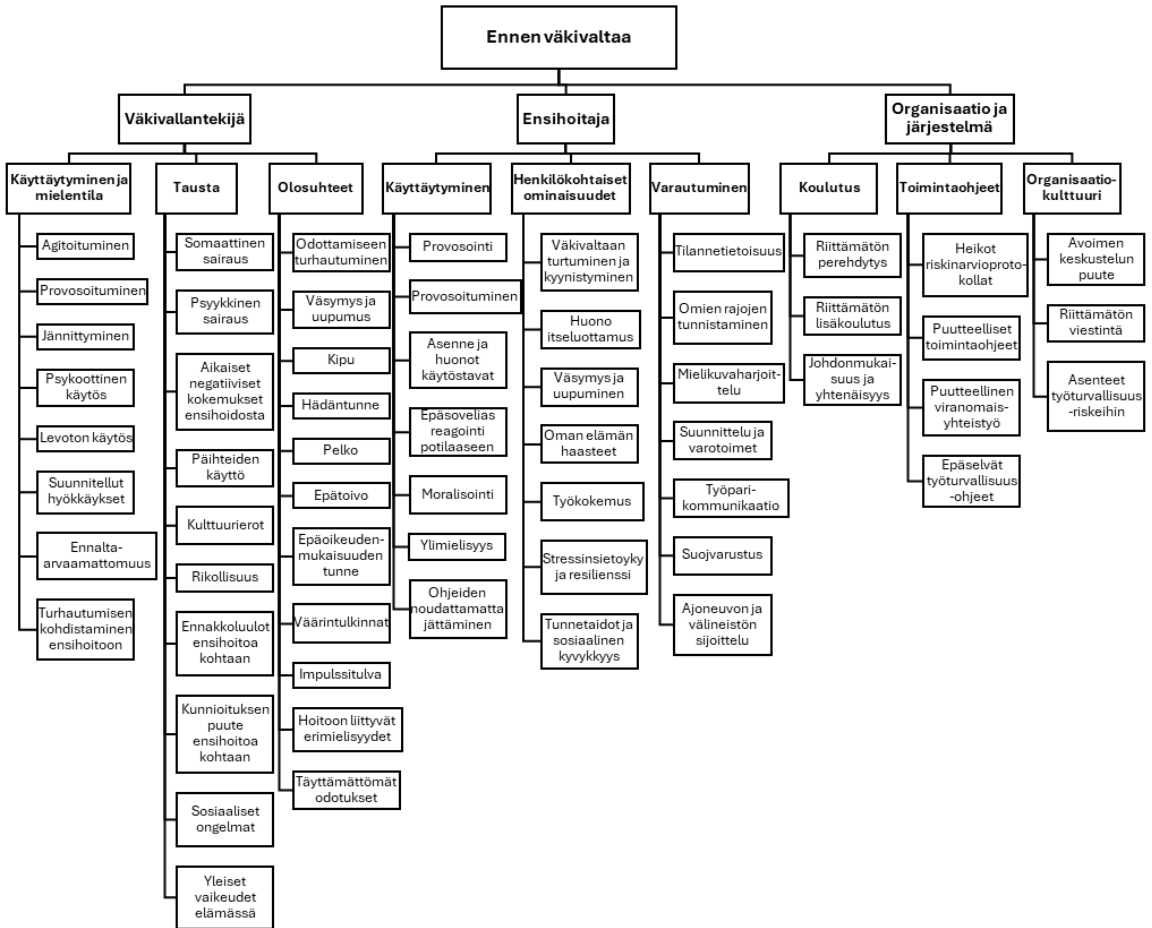 Ennen väkivaltaa
Väkivallantekijä
Ensihoitaja
Organisaatio ja
järjestelmä
Käyttäytyminen ja
mielentila
Tausta
Olosuhteet
Käyttäytyminen
Henkilökohtaiset
ominaisuudet
Varautuminen
Koulutus
Toimintaohjeet
Organisaatio-
kulttuuri
Agitoituminen
Provosoituminen
Jännittyminen
Psykoottinen
käytös
Levoton käytös
Suunnitellut
hyökkäykset
Ennalta-
arvaamattomuus
Turhautumisen
kohdistaminen
ensihoitoon
Somaattinen
sairaus
Psyykkinen
sairaus
Aikaiset
negatiiviset
kokemukset
ensihoidosta
Päihteiden
käyttö
Kulttuurierot
Rikollisuus
Ennakkoluulot
ensihoitoa
kohtaan
Kunnioituksen
puute
ensihoitoa
kohtaan
Sosiaaliset
ongelmat
Yleiset
vaikeudet
elämässä
Odottamiseen
turhautuminen
Väsymys ja
uupumus
Kipu
Hädäntunne
Pelko
Epätoivo
Epäoikeuden-
mukaisuuden
tunne
Väärintulkinnat
Impulssitulva
Hoitoon liittyvät
erimielisyydet
Täyttämättömät
odotukset
Provosointi
Provosoituminen
Asenne ja
huonot
käytöstavat
Epäsovelias
reagointi
potilaaseen
Moralisointi
Ylimielisyys
Ohjeiden
noudattamatta
jättäminen
Väkivaltaan
turtuminen ja
kyynistyminen
Huono
itseluottamus
Väsymys ja
uupuminen
Oman elämän
haasteet
Työkokemus
Stressinsietoyky
ja resilienssi
Tunnetaidot ja
sosiaalinen
kyvykkyys
Tilannetietoisuus
Omien rajojen
tunnistaminen
Mielikuvaharjoit-
telu
Suunnittelu ja
varotoimet
Työpari-
kommunikaatio
Suojvarustus
Ajoneuvon ja
välineistön
sijoittelu
Riittämätön
perehdytys
Riittämätön
lisäkoulutus
Johdonmukai-
suus ja
yhtenäisyys
Heikot
riskinarvioproto-
kollat
Puutteelliset
toimintaohjeet
Puutteellinen
viranomais-
yhteistyö
Epäselvät
työturvallisuus
-ohjeet
Avoimen
keskustelun
puute
Riittämätön
viestintä
Asenteet
työturvallisuus
-riskeihin